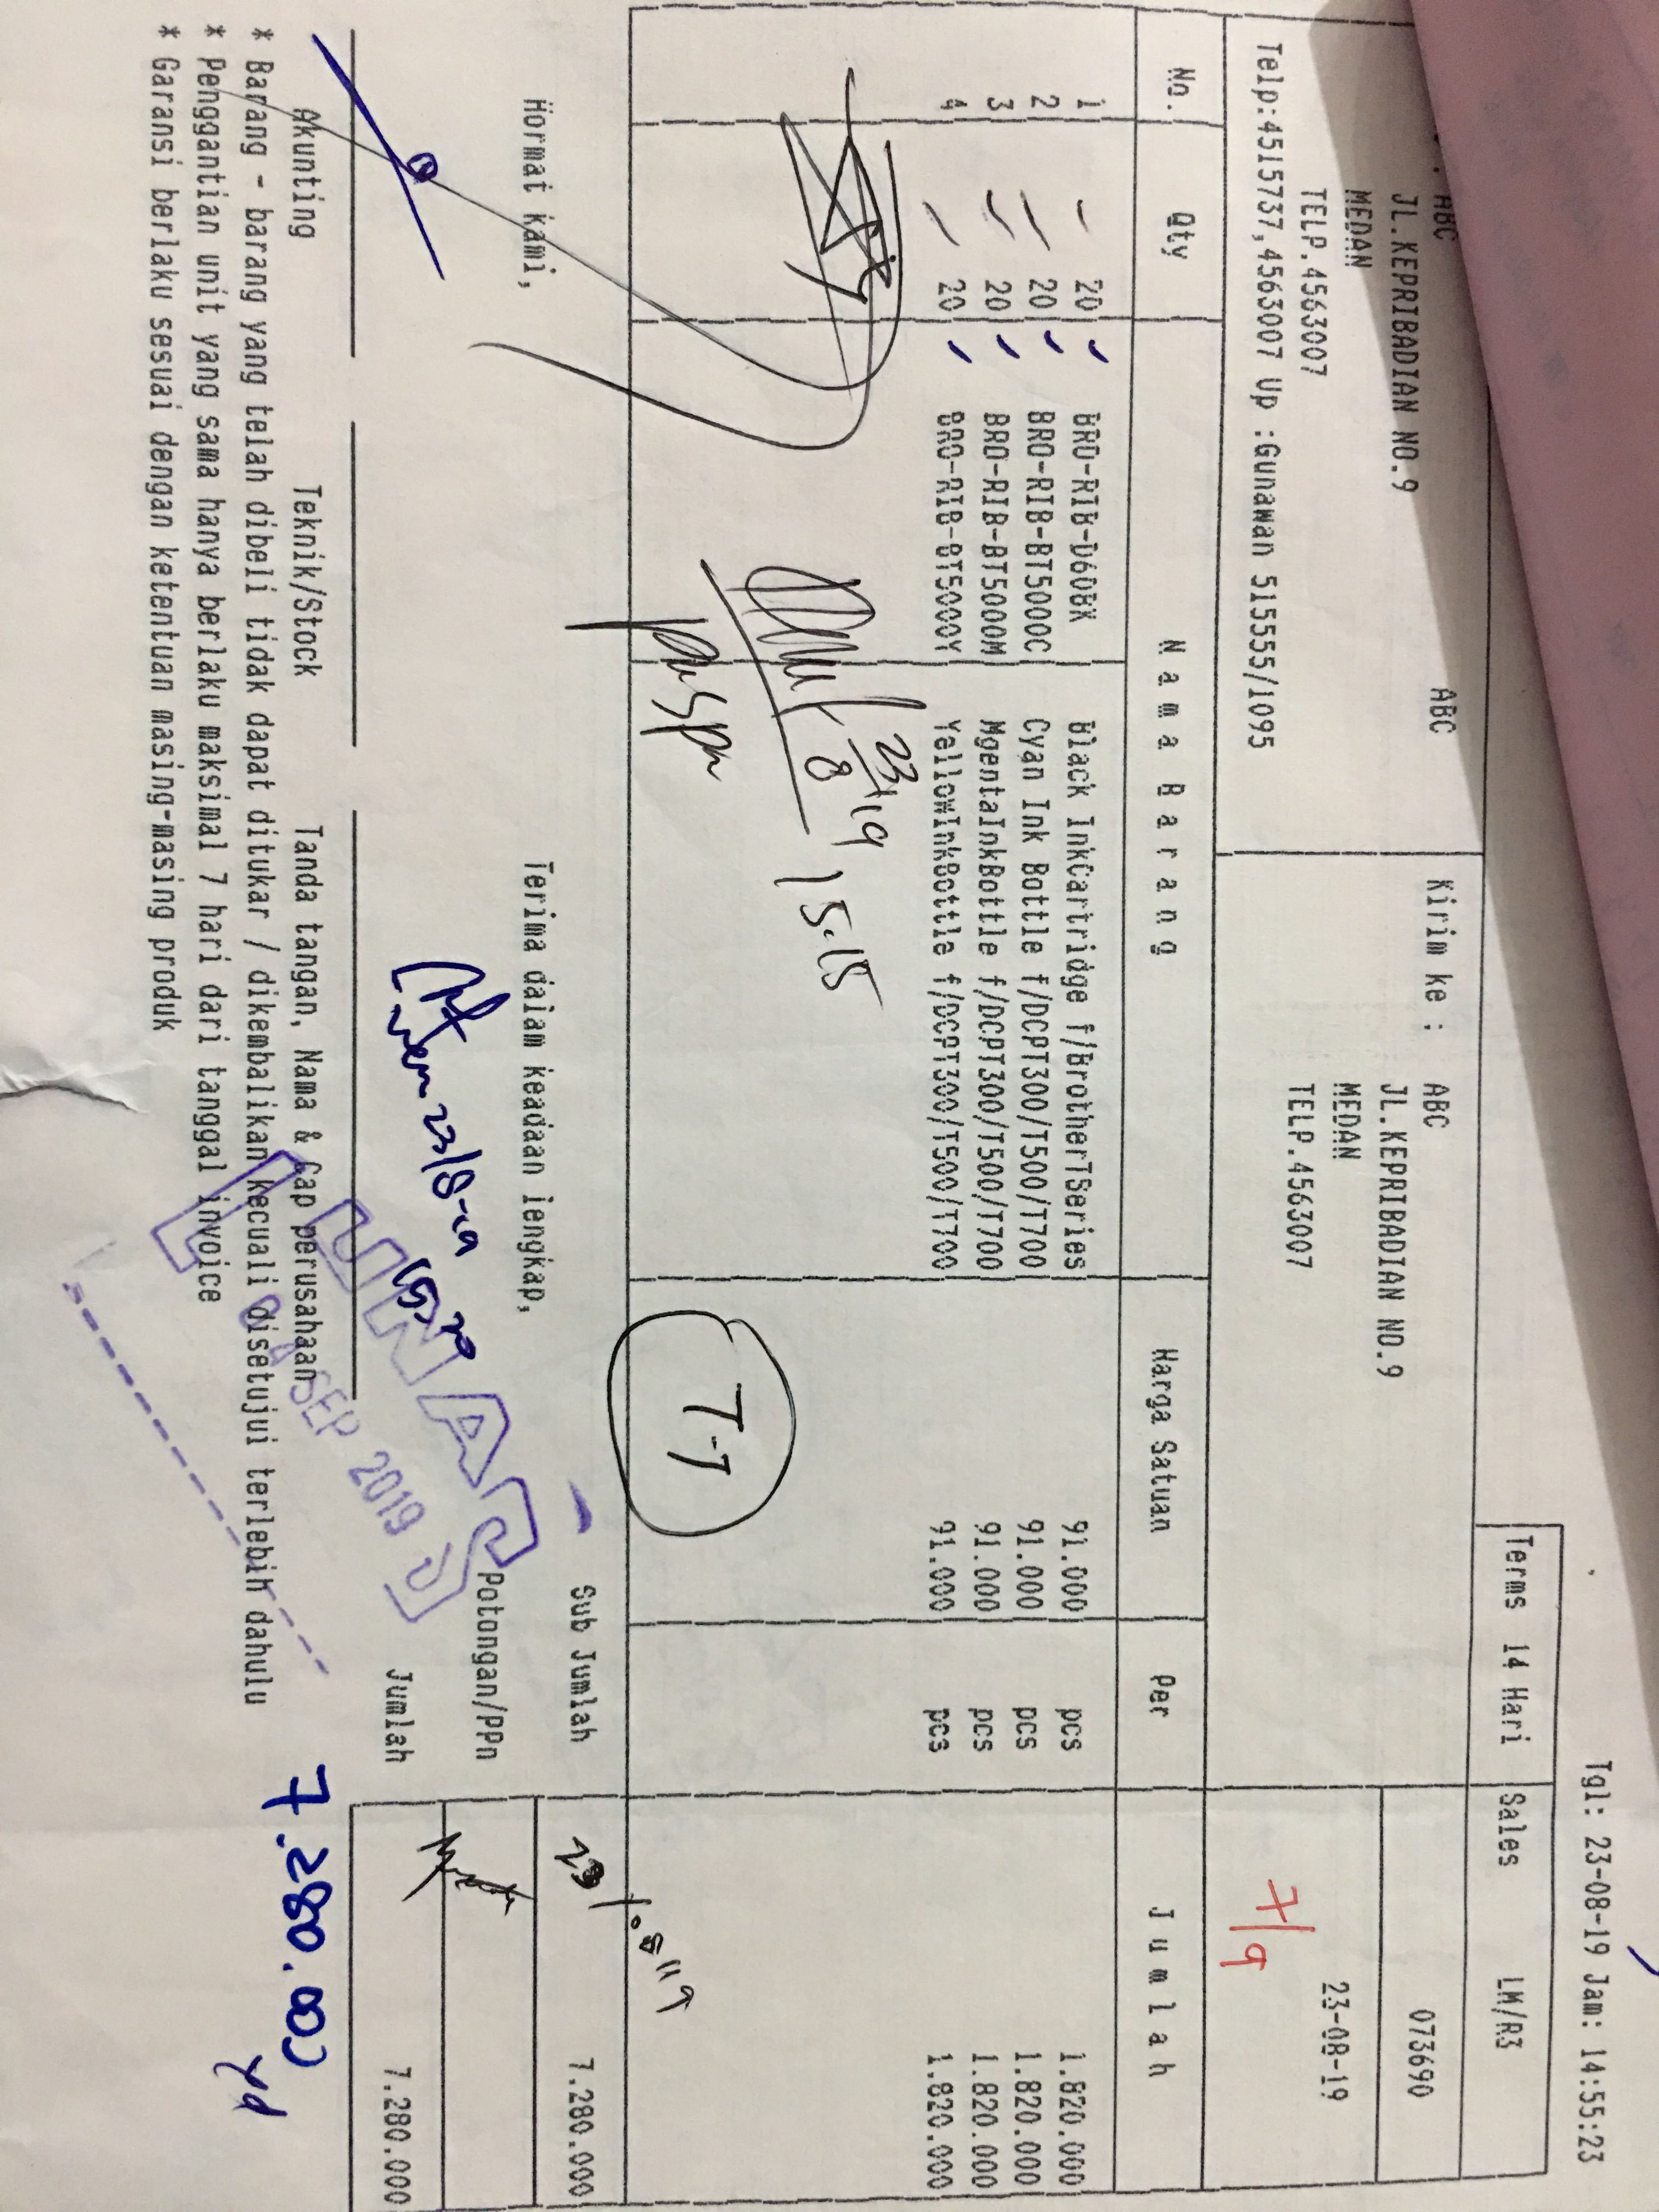 Tgl: 23-08-19 Jam: 14:55:23
Terms 14 Hari Sales LM/R3
ABC ABC Kirim ke : ABC 073690
JL.KEPRIBADIAN NO.9 JL.KEPRIBADIAN NO.9
MEDAN MEDAN 23-08-19
TELP.4563007 TELP.4563007
Telp:4515737,4563007 Up :Gunawan 515555/1095 7/9
No. Qty Nama Barang Harga Satuan Per Jumlah
1 20 BRO-RIB-D60BK Black InkCartridge f/BrotherTSeries 91.000 pcs 1.820.000
2 20 BRO-RIB-BT5000C Cyan Ink Bottle f/DCPT300/T500/T700 91.000 pcs 1.820.000
3 20 BRO-RIB-BT5000M MgentaInkBottle f/DCPT300/T500/T700 91.000 pcs 1.820.000
4 20 BRO-RIB-BT5000Y YellowInkBottle f/DCPT300/T500/T700 91.000 pcs 1.820.000
23/8 19 15.15
T-7
Sub Jumlah 7.280.000
Hormat kami, Terima dalam keadaan lengkap,
Potongan/PPn
23/8-19
Jumlah 7.280.000
LUNAS
SEP 2019
Akunting Teknik/Stock Tanda tangan, Nama & Cap perusahaan
7.280.00
* Barang - barang yang telah dibeli tidak dapat ditukar / dikembalikan kecuali disetujui terlebih dahulu
* Penggantian unit yang sama hanya berlaku maksimal 7 hari dari tanggal invoice
* Garansi berlaku sesuai dengan ketentuan masing-masing produk